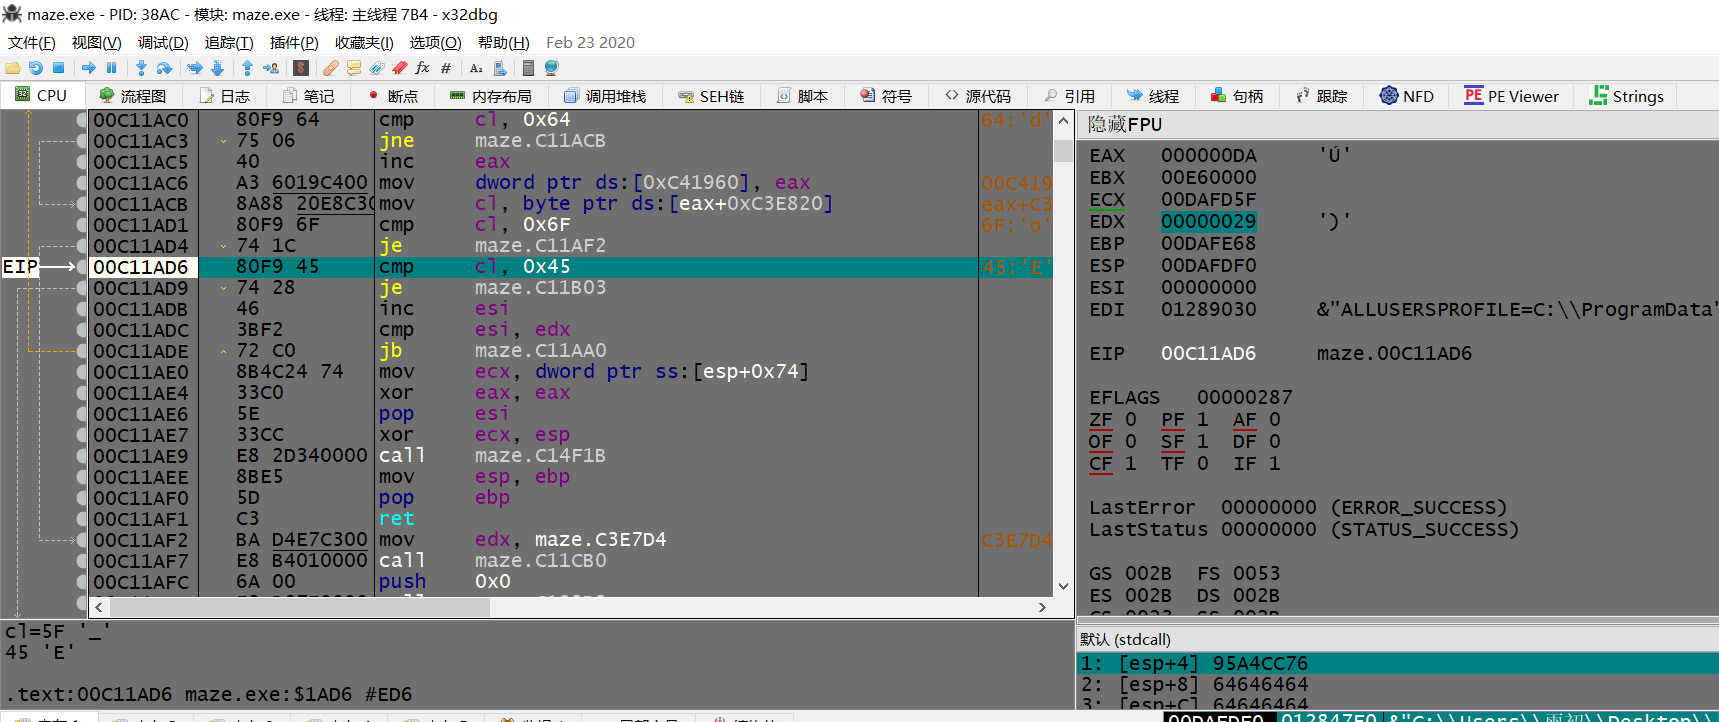 maze.exe - PID: 38AC - 模块: maze.exe - 线程: 主线程 7B4 - x32dbg
文件(F) 视图(V) 调试(D) 追踪(T) 插件(P) 收藏夹(I) 选项(O) 帮助(H) Feb 23 2020
CPU 流程图 日志 笔记 断点 内存布局 调用堆栈 SEH链 脚本 符号 源代码 引用 线程 句柄 跟踪 NFD PE Viewer Strings
00C11AC0 80F9 64 cmp cl, 0x64 64:'d'
00C11AC3 75 06 jne maze.C11ACB
00C11AC5 40 inc eax
00C11AC6 A3 6019C400 mov dword ptr ds:[0xC41960], eax 00C419
00C11ACB 8A88 20E8C30 mov cl, byte ptr ds:[eax+0xC3E820] eax+C3
00C11AD1 80F9 6F cmp cl, 0x6F 6F:'o'
00C11AD4 74 1C je maze.C11AF2
EIP 00C11AD6 80F9 45 cmp cl, 0x45 45:'E'
00C11AD9 74 28 je maze.C11B03
00C11ADB 46 inc esi
00C11ADC 3BF2 cmp esi, edx
00C11ADE 72 C0 jb maze.C11AA0
00C11AE0 8B4C24 74 mov ecx, dword ptr ss:[esp+0x74]
00C11AE4 33C0 xor eax, eax
00C11AE6 5E pop esi
00C11AE7 33CC xor ecx, esp
00C11AE9 E8 2D340000 call maze.C14F1B
00C11AEE 8BE5 mov esp, ebp
00C11AF0 5D pop ebp
00C11AF1 C3 ret
00C11AF2 BA D4E7C300 mov edx, maze.C3E7D4 C3E7D4
00C11AF7 E8 B4010000 call maze.C11CB0
00C11AFC 6A 00 push 0x0
cl=5F '_'
45 'E'
.text:00C11AD6 maze.exe:$1AD6 #ED6
隐藏FPU
EAX 000000DA 'Ú'
EBX 00E60000
ECX 00DAFD5F
EDX 00000029 ')'
EBP 00DAFE68
ESP 00DAFDF0
ESI 00000000
EDI 01289030 &"ALLUSERSPROFILE=C:\\ProgramData"
EIP 00C11AD6 maze.00C11AD6
EFLAGS 00000287
ZF 0 PF 1 AF 0
OF 0 SF 1 DF 0
CF 1 TF 0 IF 1
LastError 00000000 (ERROR_SUCCESS)
LastStatus 00000000 (STATUS_SUCCESS)
GS 002B FS 0053
ES 002B DS 002B
默认 (stdcall)
1: [esp+4] 95A4CC76
2: [esp+8] 64646464
3: [esp+C] 64646464